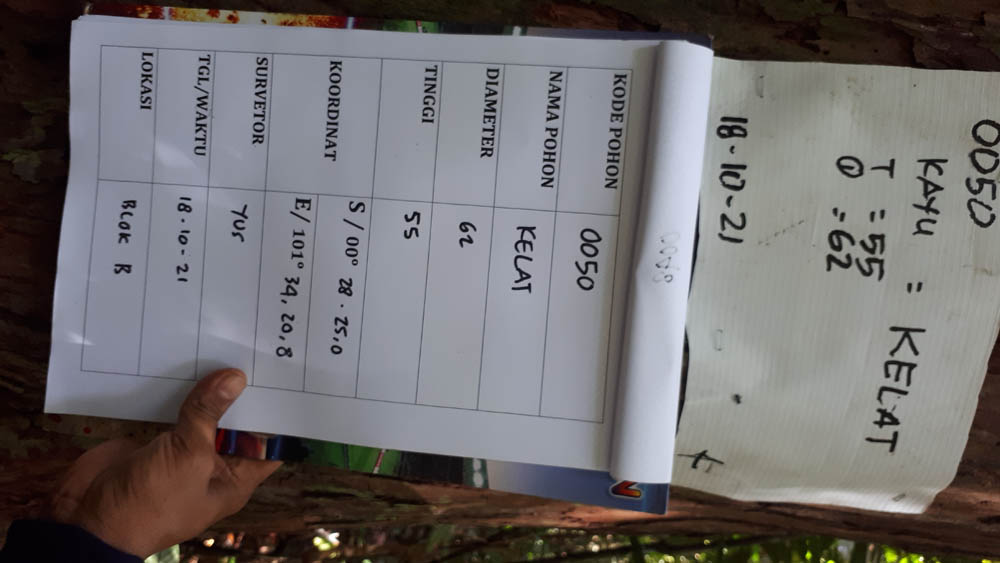 0050
KAYU = KELAT
T = 55
Ⓘ = 62
18-10-21
KODE POHON 0050
NAMA POHON KELAT
DIAMETER 62
TINGGI 55
KOORDINAT S / 00° 28 . 25,0
E/ 101° 34, 20,8
SURVETOR YUS
TGL/WAKTU 18-10-21
LOKASI BLOK B